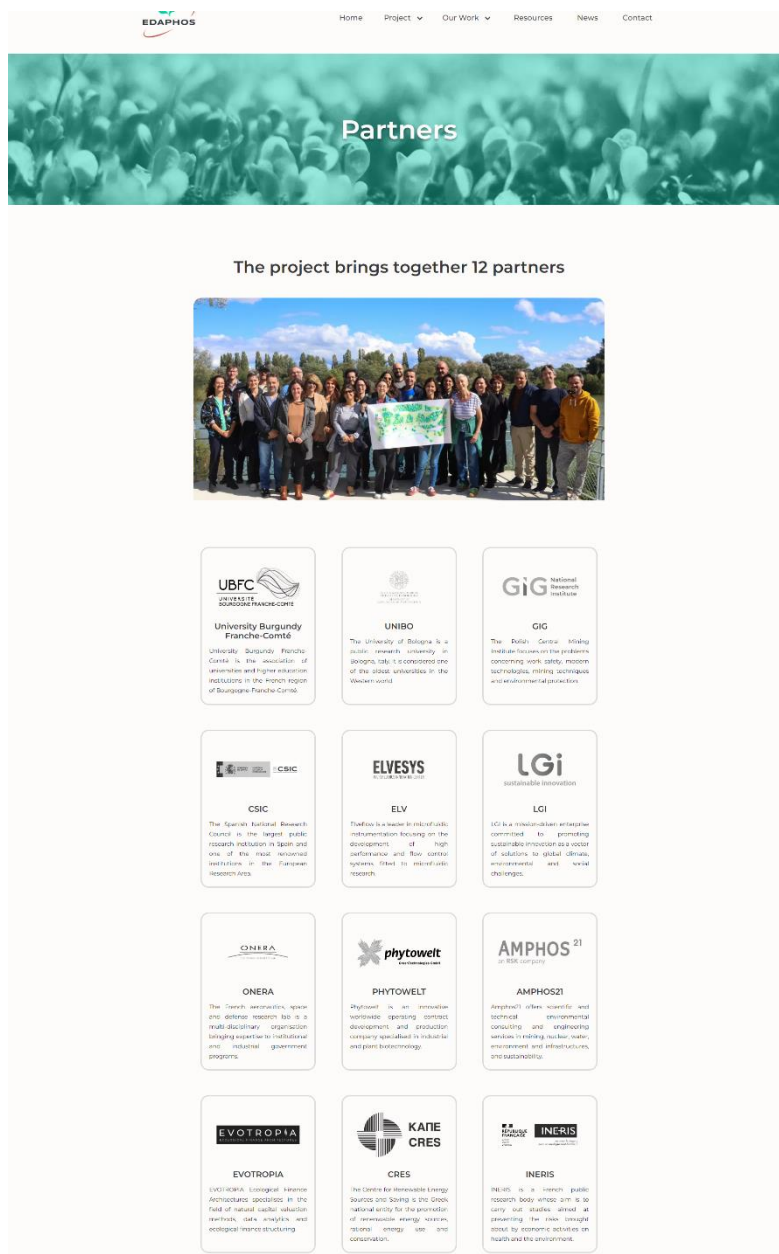 EDAPHOS
Home Project Our Work Resources News Contact
Partners
The project brings together 12 partners
UBFC
UNIVERSITÉ
BOURGOGNE FRANCHE-COMTÉ
University Burgundy
Franche-Comté
University Burgundy Franche-
Comté is the association of
universities and higher education
institutions in the French region
of Bourgogne-Franche-Comté.
UNIBO
The University of Bologna is a
public research university in
Bologna, Italy. It is considered one
of the oldest universities in the
Western world.
GiG National
Research
Institute
GIG
The Polish Central Mining
Institute focuses on the problems
concerning work safety, modern
technologies, mining techniques
and environmental protection.
CSIC
CSIC
The Spanish National Research
Council is the largest public
research institution in Spain and
one of the most renowned
institutions in the European
Research Area.
ELVESYS
ELV
Elveflow is a leader in microfluidic
instrumentation focusing on the
development of high
performance and flow control
systems fitted to microfluidic
research.
LGi
sustainable innovation
LGI
LGI is a mission-driven enterprise
committed to promoting
sustainable innovation as a vector
of solutions to global climate,
environmental and social
challenges.
ONERA
ONERA
The French aeronautics, space
and defense research lab is a
multi-disciplinary organisation
bringing expertise to institutional
and industrial government
programs.
phytowelt
PHYTOWELT
Phytowelt is an innovative
worldwide operating contract
development and production
company specialised in industrial
and plant biotechnology.
AMPHOS 21
an RSK company
AMPHOS21
Amphos21 offers scientific and
technical environmental
consulting and engineering
services in mining, nuclear, water,
environment and infrastructures,
and sustainability.
EVOTROPIA
EVOTROPIA
EVOTROPIA Ecological Finance
Architectures specialises in the
field of natural capital valuation
methods, data analytics and
ecological finance structuring.
ΚΑΠΕ
CRES
CRES
The Centre for Renewable Energy
Sources and Saving is the Greek
national entity for the promotion
of renewable energy sources,
rational energy use and
conservation.
RÉPUBLIQUE
FRANÇAISE
INERIS
INERIS
INERIS is a French public
research body whose aim is to
carry out studies aimed at
preventing the risks brought
about by economic activities on
health and the environment.